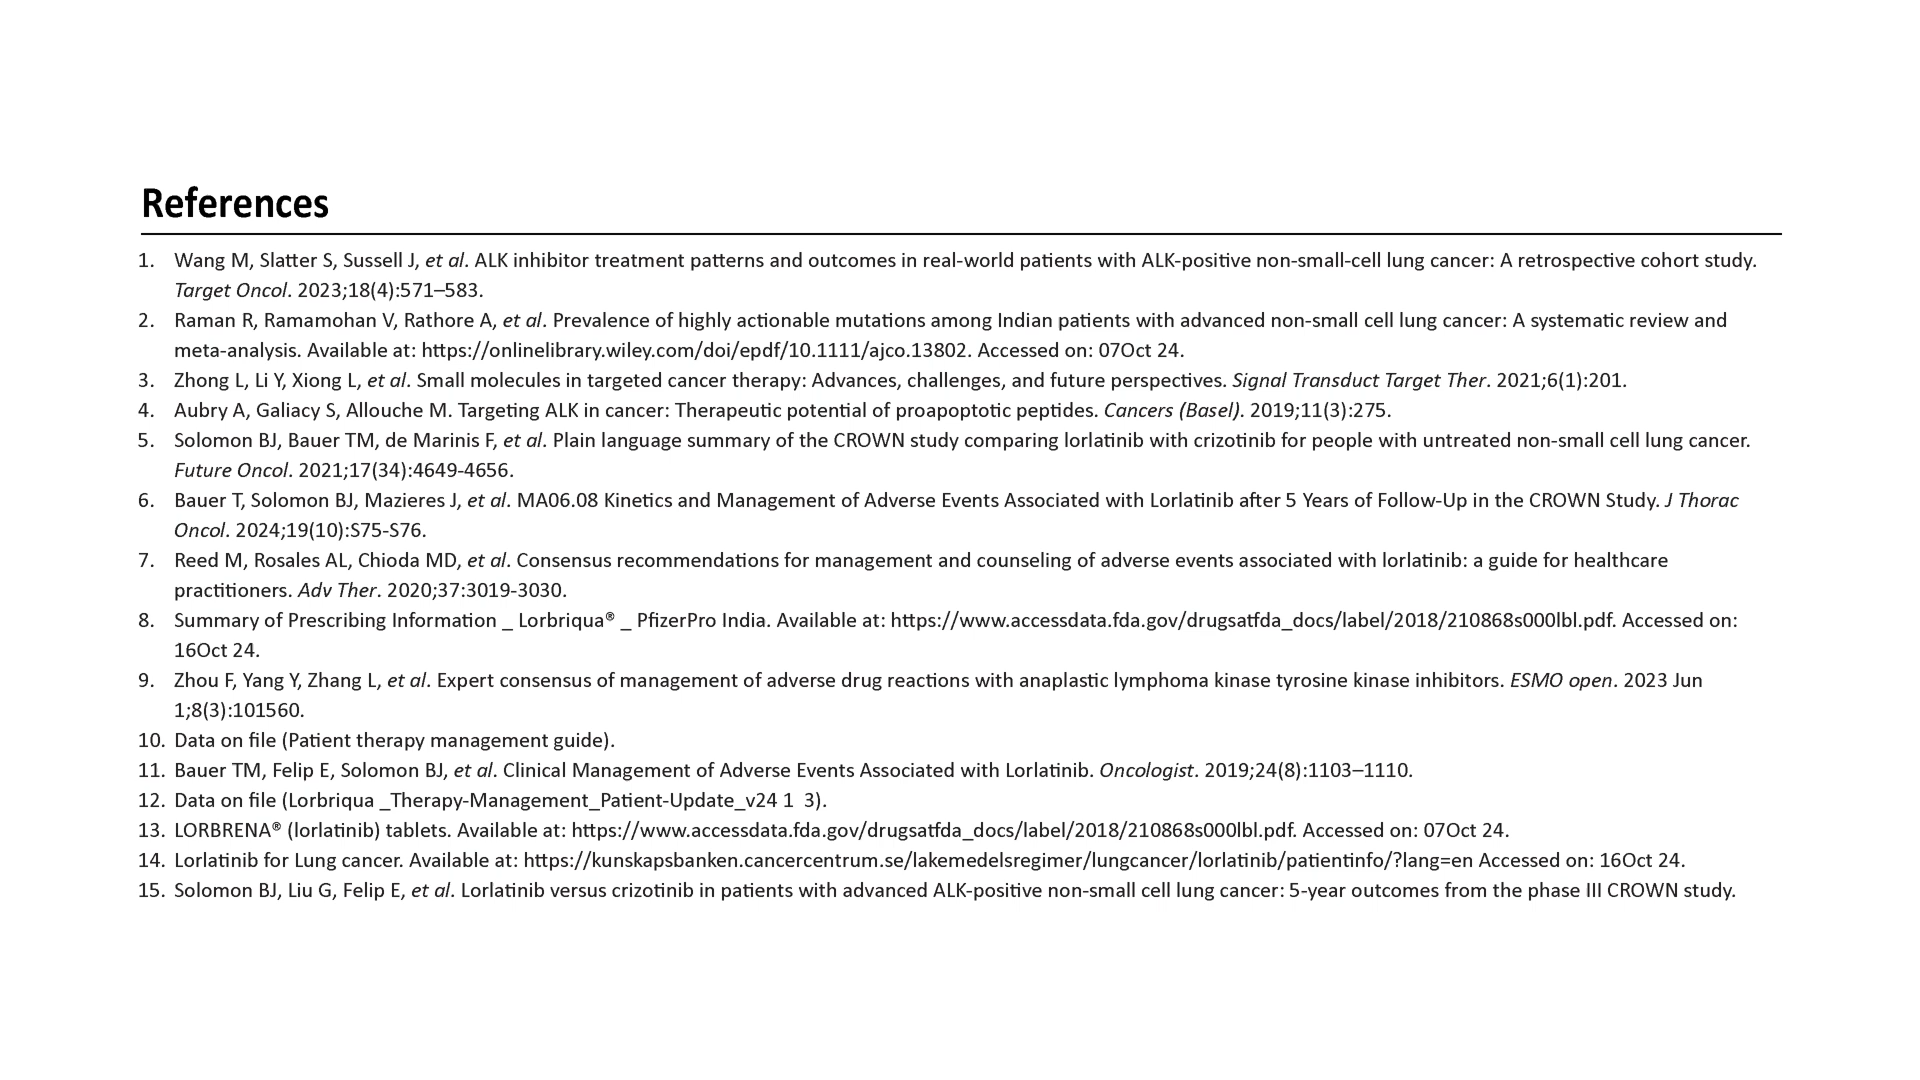 References
1. Wang M, Slatter S, Sussell J, et al. ALK inhibitor treatment patterns and outcomes in real-world patients with ALK-positive non-small-cell lung cancer: A retrospective cohort study.
Target Oncol. 2023;18(4):571–583.
2. Raman R, Ramamohan V, Rathore A, et al. Prevalence of highly actionable mutations among Indian patients with advanced non-small cell lung cancer: A systematic review and
meta-analysis. Available at: https://onlinelibrary.wiley.com/doi/epdf/10.1111/ajco.13802. Accessed on: 07Oct 24.
3. Zhong L, Li Y, Xiong L, et al. Small molecules in targeted cancer therapy: Advances, challenges, and future perspectives. Signal Transduct Target Ther. 2021;6(1):201.
4. Aubry A, Galiacy S, Allouche M. Targeting ALK in cancer: Therapeutic potential of proapoptotic peptides. Cancers (Basel). 2019;11(3):275.
5. Solomon BJ, Bauer TM, de Marinis F, et al. Plain language summary of the CROWN study comparing lorlatinib with crizotinib for people with untreated non-small cell lung cancer.
Future Oncol. 2021;17(34):4649-4656.
6. Bauer T, Solomon BJ, Mazieres J, et al. MA06.08 Kinetics and Management of Adverse Events Associated with Lorlatinib after 5 Years of Follow-Up in the CROWN Study. J Thorac
Oncol. 2024;19(10):S75-S76.
7. Reed M, Rosales AL, Chioda MD, et al. Consensus recommendations for management and counseling of adverse events associated with lorlatinib: a guide for healthcare
practitioners. Adv Ther. 2020;37:3019-3030.
8. Summary of Prescribing Information _ Lorbriqua® _ PfizerPro India. Available at: https://www.accessdata.fda.gov/drugsatfda_docs/label/2018/210868s000lbl.pdf. Accessed on:
16Oct 24.
9. Zhou F, Yang Y, Zhang L, et al. Expert consensus of management of adverse drug reactions with anaplastic lymphoma kinase tyrosine kinase inhibitors. ESMO open. 2023 Jun
1;8(3):101560.
10. Data on file (Patient therapy management guide).
11. Bauer TM, Felip E, Solomon BJ, et al. Clinical Management of Adverse Events Associated with Lorlatinib. Oncologist. 2019;24(8):1103–1110.
12. Data on file (Lorbriqua _Therapy-Management_Patient-Update_v24 1 3).
13. LORBRENA® (lorlatinib) tablets. Available at: https://www.accessdata.fda.gov/drugsatfda_docs/label/2018/210868s000lbl.pdf. Accessed on: 07Oct 24.
14. Lorlatinib for Lung cancer. Available at: https://kunskapsbanken.cancercentrum.se/lakemedelsregimer/lungcancer/lorlatinib/patientinfo/?lang=en Accessed on: 16Oct 24.
15. Solomon BJ, Liu G, Felip E, et al. Lorlatinib versus crizotinib in patients with advanced ALK-positive non-small cell lung cancer: 5-year outcomes from the phase III CROWN study.